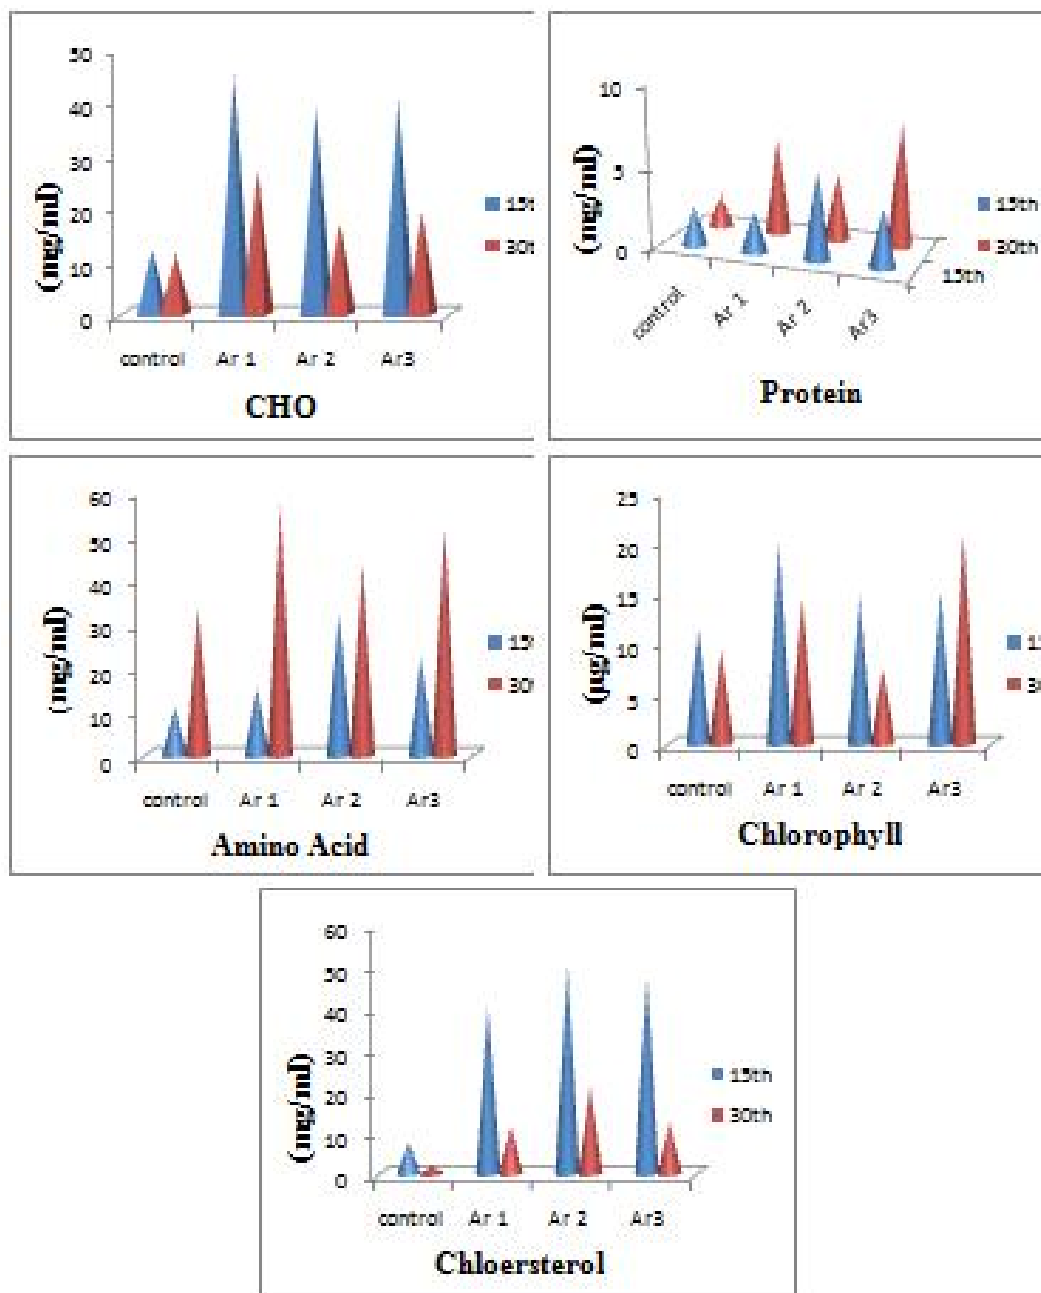 50
40
30
20
10
0
(mg/ml)
control Ar 1 Ar 2 Ar3
CHO
15t
30t
10
5
0
(mg/ml)
control Ar 1 Ar 2 Ar3
15th
Protein
15th
30th
60
50
40
30
20
10
0
(mg/ml)
control Ar 1 Ar 2 Ar3
Amino Acid
15t
30t
25
20
15
10
5
0
(µg/ml)
control Ar 1 Ar 2 Ar3
Chlorophyll
60
50
40
30
20
10
0
(mg/ml)
control Ar 1 Ar 2 Ar3
Chloersterol
15th
30th